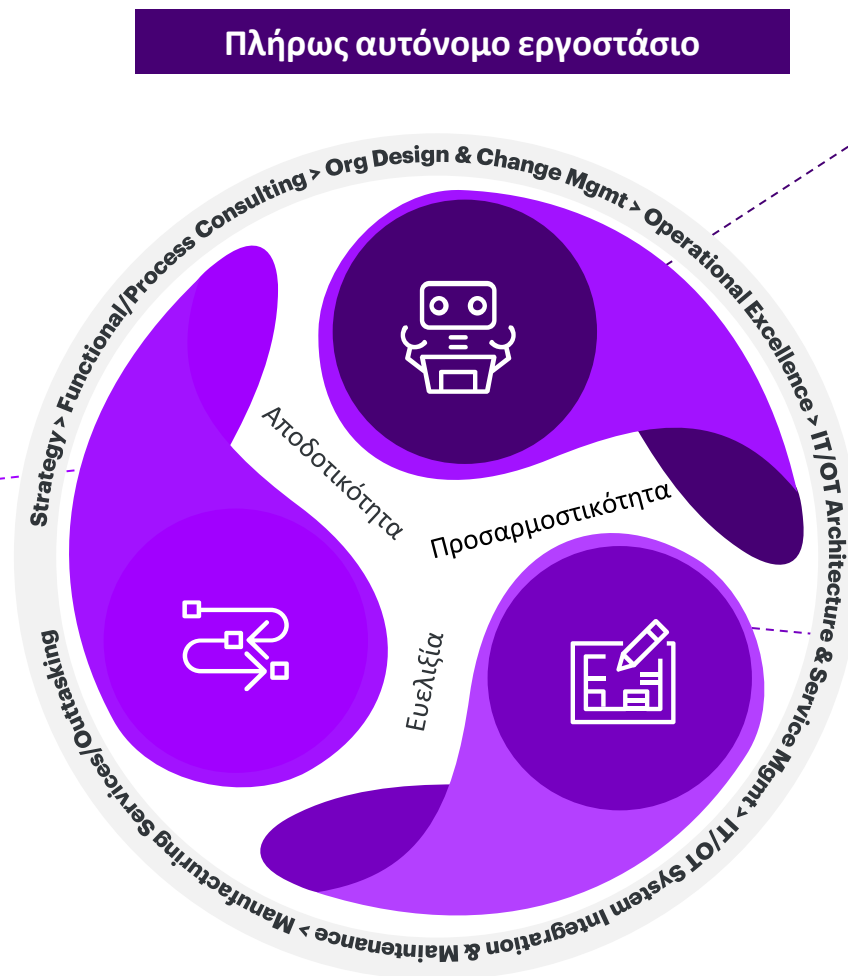 Πλήρως αυτόνομο εργοστάσιο
Strategy > Functional/Process Consulting > Org Design & Change Mgmt > Operational Excellence > IT/OT Architecture & Service Mgmt > IT/OT System Integration & Maintenance > Manufacturing Services/Outtasking
Αποδοτικότητα
Προσαρμοστικότητα
Ευελιξία